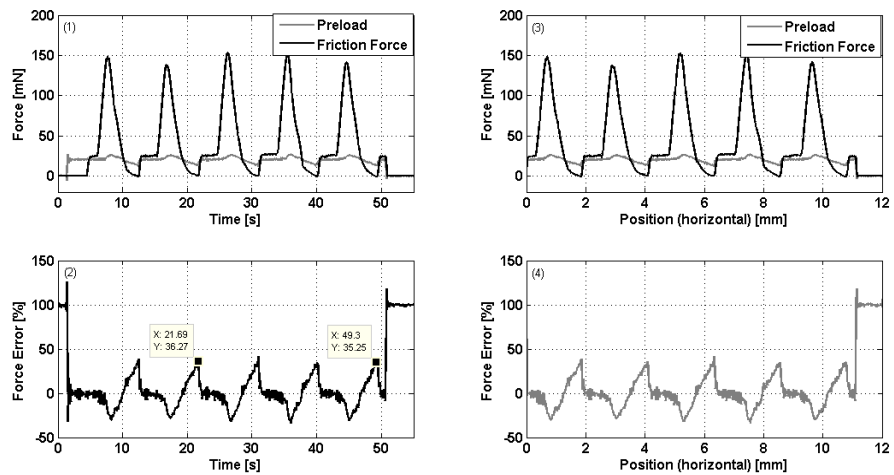 (1)
Preload
Friction Force
Force [mN]
200
150
100
50
0
0 10 20 30 40 50
Time [s]
(3)
Preload
Friction Force
Force [mN]
200
150
100
50
0
0 2 4 6 8 10 12
Position (horizontal) [mm]
(2)
Force Error [%]
150
100
50
0
-50
X: 21.69
Y: 36.27
X: 49.3
Y: 35.25
0 10 20 30 40 50
Time [s]
(4)
Force Error [%]
150
100
50
0
-50
0 2 4 6 8 10 12
Position (horizontal) [mm]